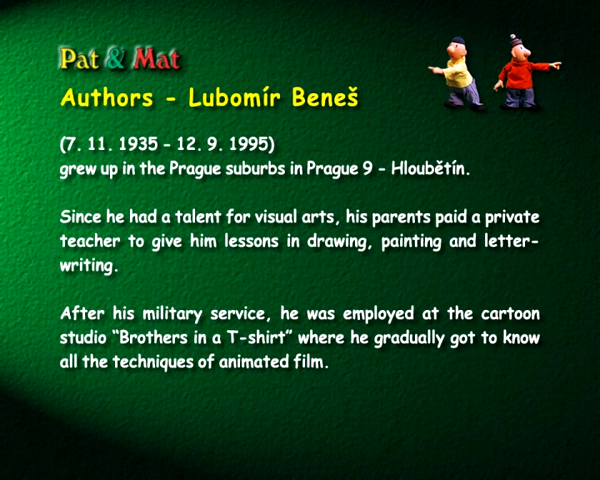 Pat & Mat
Authors - Lubomír Beneš
(7. 11. 1935 - 12. 9. 1995)
grew up in the Prague suburbs in Prague 9 - Hloubětín.
Since he had a talent for visual arts, his parents paid a private
teacher to give him lessons in drawing, painting and letter-
writing.
After his military service, he was employed at the cartoon
studio “Brothers in a T-shirt” where he gradually got to know
all the techniques of animated film.